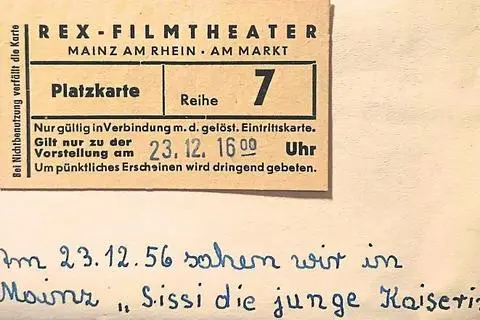 REX-FILMTHEATER
MAINZ AM RHEIN · AM MARKT
Platzkarte
Reihe 7
Nur gültig in Verbindung m. d. gelöst. Eintrittskarte.
Gilt nur zu der
Vorstellung am 23.12. 16 00 Uhr
Um pünktliches Erscheinen wird dringend gebeten.
Bei Nichtbenutzung verfällt die Karte
Am 23.12.56 sahen wir in
Mainz „Sissi die junge Kaiserin